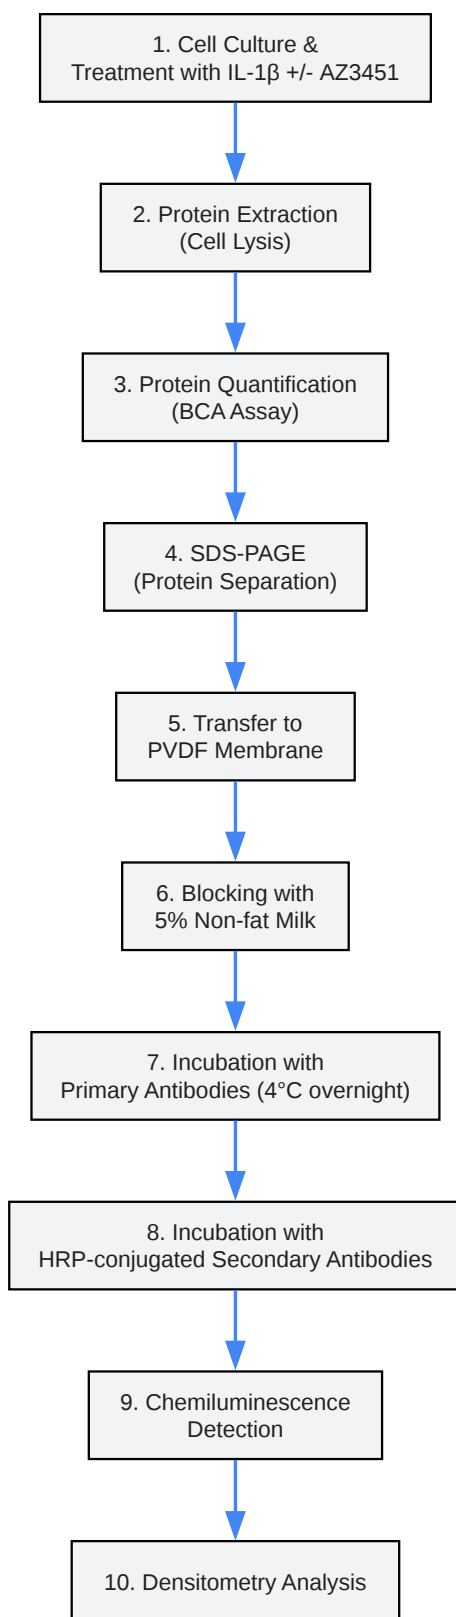 1. Cell Culture &
Treatment with IL-1β +/- AZ3451
2. Protein Extraction
(Cell Lysis)
3. Protein Quantification
(BCA Assay)
4. SDS-PAGE
(Protein Separation)
5. Transfer to
PVDF Membrane
6. Blocking with
5% Non-fat Milk
7. Incubation with
Primary Antibodies (4°C overnight)
8. Incubation with
HRP-conjugated Secondary Antibodies
9. Chemiluminescence
Detection
10. Densitometry Analysis